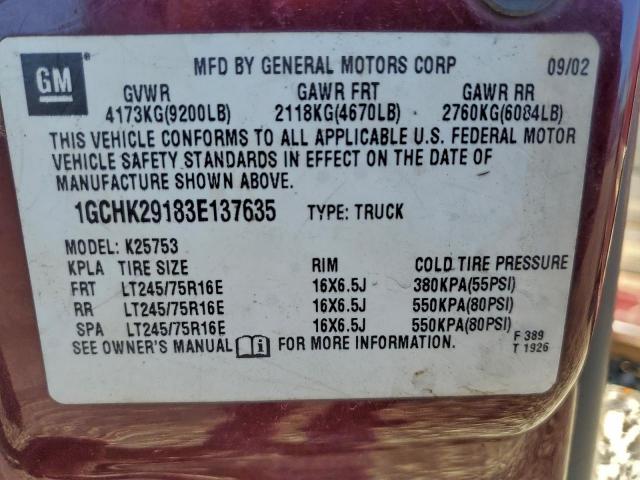 GM
MFD BY GENERAL MOTORS CORP 09/02
GVWR GAWR FRT GAWR RR
4173KG(9200LB) 2118KG(4670LB) 2760KG(6084LB)
THIS VEHICLE CONFORMS TO ALL APPLICABLE U.S. FEDERAL MOTOR
VEHICLE SAFETY STANDARDS IN EFFECT ON THE DATE OF
MANUFACTURE SHOWN ABOVE.
1GCHK29183E137635 TYPE: TRUCK
MODEL: K25753
KPLA TIRE SIZE RIM COLD TIRE PRESSURE
FRT LT245/75R16E 16X6.5J 380KPA(55PSI)
RR LT245/75R16E 16X6.5J 550KPA(80PSI)
SPA LT245/75R16E 16X6.5J 550KPA(80PSI)
SEE OWNER'S MANUAL i FOR MORE INFORMATION.
F 389
T 1926